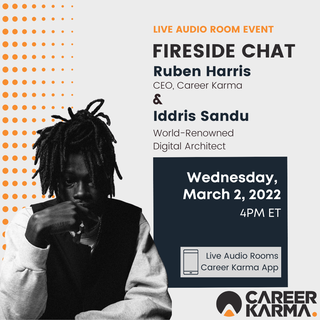 LIVE AUDIO ROOM EVENT
FIRESIDE CHAT
Ruben Harris
CEO, Career Karma
&
Iddris Sandu
World-Renowned
Digital Architect
Wednesday,
March 2, 2022
4PM ET
Live Audio Rooms
Career Karma App
CAREER
KARMA.